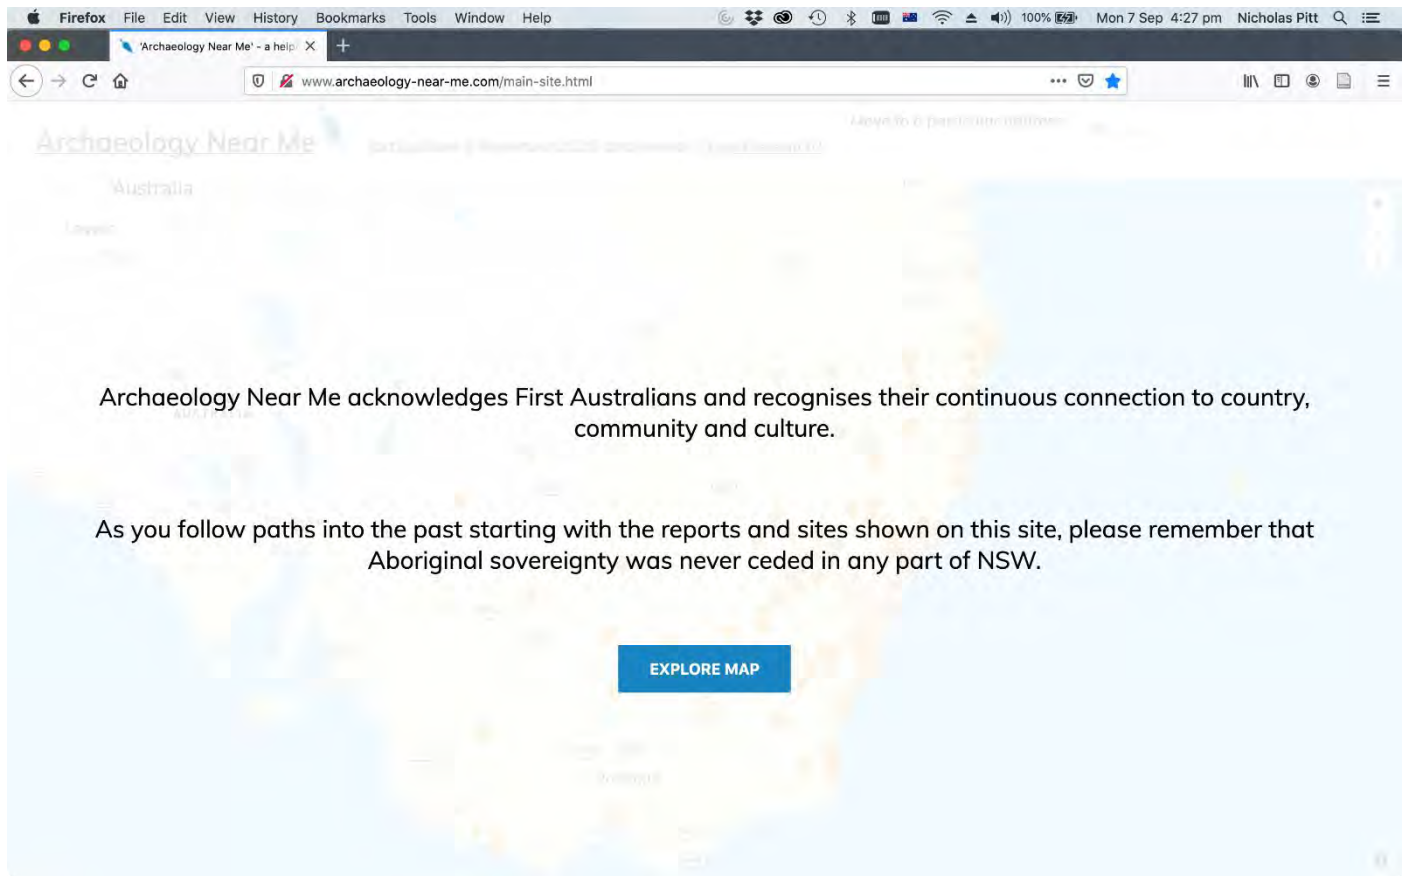 Firefox File Edit View History Bookmarks Tools Window Help 100% Mon 7 Sep 4:27 pm Nicholas Pitt
'Archaeology Near Me' - a help
www.archaeology-near-me.com/main-site.html
Archaeology Near Me
Australia
Layers
Archaeology Near Me acknowledges First Australians and recognises their continuous connection to country,
community and culture.
AUSTRALIA
As you follow paths into the past starting with the reports and sites shown on this site, please remember that
Aboriginal sovereignty was never ceded in any part of NSW.
EXPLORE MAP